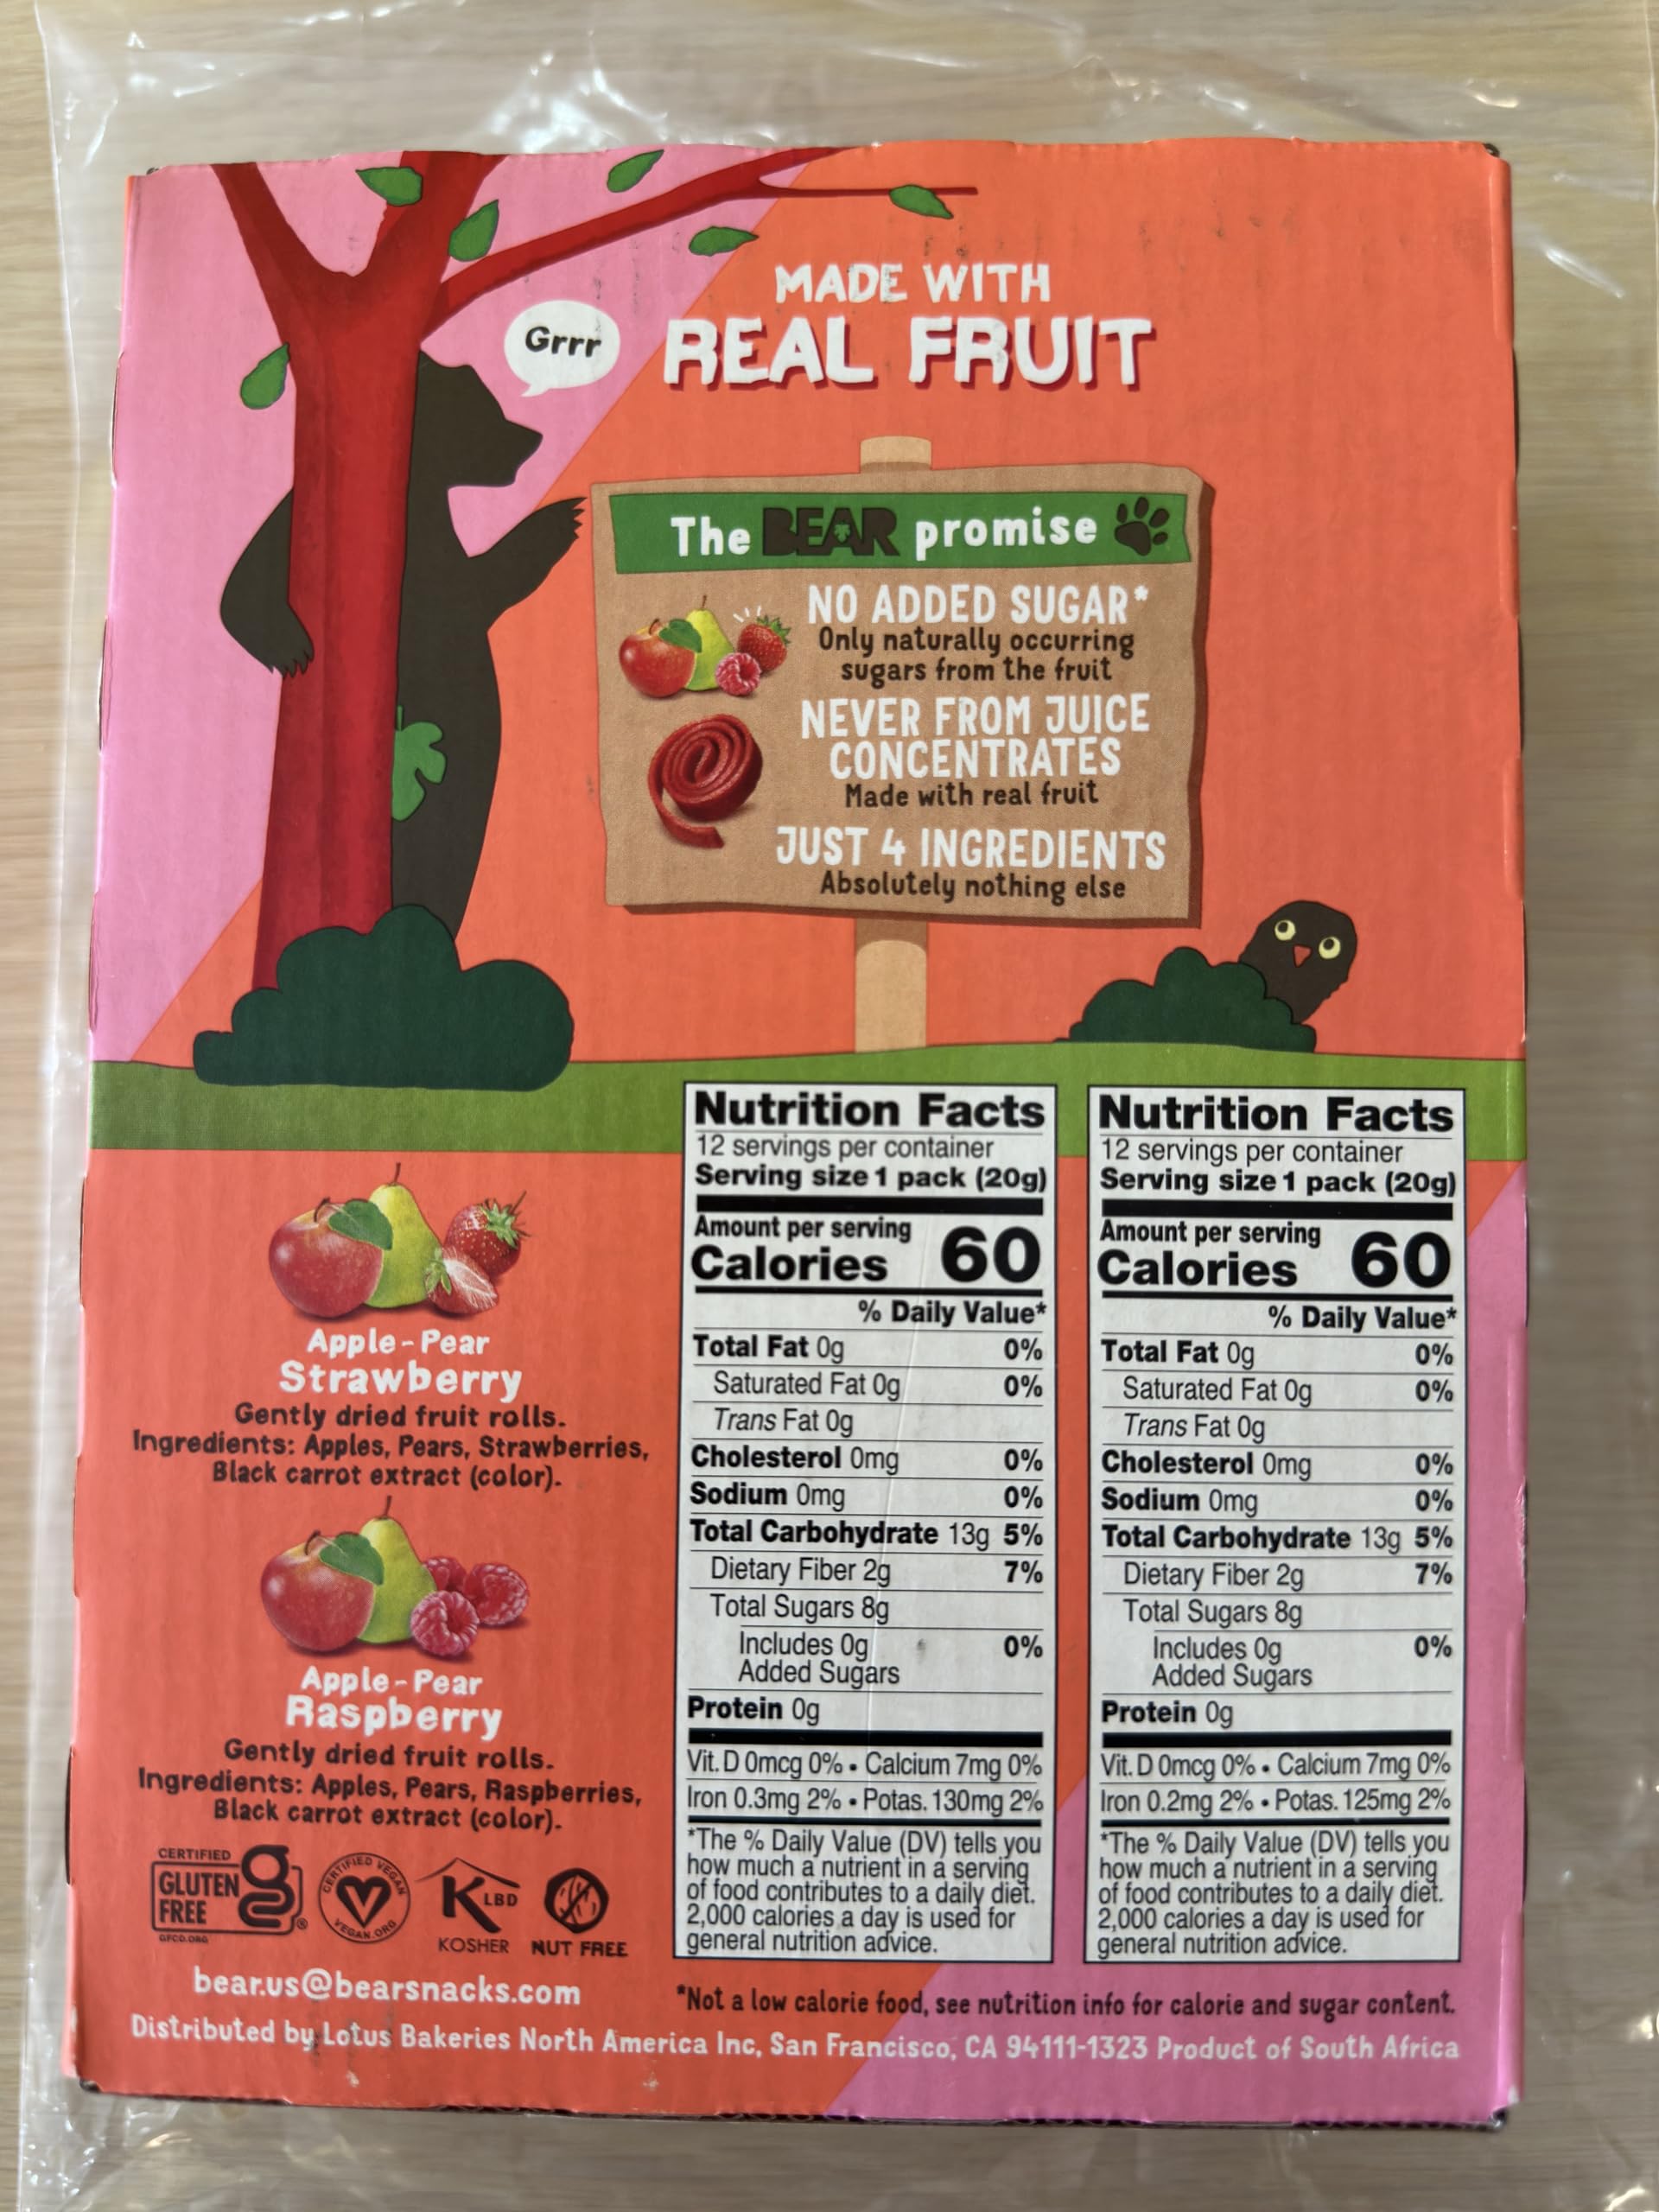 Grrr
MADE WITH
REAL FRUIT
The BEAR promise
NO ADDED SUGAR*
Only naturally occurring
sugars from the fruit
NEVER FROM JUICE
CONCENTRATES
Made with real fruit
JUST 4 INGREDIENTS
Absolutely nothing else
Apple-Pear
Strawberry
Gently dried fruit rolls.
Ingredients: Apples, Pears, Strawberries,
Black carrot extract (color).
Apple-Pear
Raspberry
Gently dried fruit rolls.
Ingredients: Apples, Pears, Raspberries,
Black carrot extract (color).
CERTIFIED
GLUTEN
FREE
GFCO.ORG
CERTIFIED VEGAN
VEGAN.ORG
K LBD
KOSHER
NUT FREE
bear.us@bearsnacks.com
Nutrition Facts
12 servings per container
Serving size 1 pack (20g)
Amount per serving
Calories 60
% Daily Value*
Total Fat 0g 0%
Saturated Fat 0g 0%
Trans Fat 0g
Cholesterol 0mg 0%
Sodium 0mg 0%
Total Carbohydrate 13g 5%
Dietary Fiber 2g 7%
Total Sugars 8g
Includes 0g 0%
Added Sugars
Protein 0g
Vit. D 0mcg 0% • Calcium 7mg 0%
Iron 0.3mg 2% • Potas. 130mg 2%
*The % Daily Value (DV) tells you
how much a nutrient in a serving
of food contributes to a daily diet.
2,000 calories a day is used for
general nutrition advice.
Nutrition Facts
12 servings per container
Serving size 1 pack (20g)
Amount per serving
Calories 60
% Daily Value*
Total Fat 0g 0%
Saturated Fat 0g 0%
Trans Fat 0g
Cholesterol 0mg 0%
Sodium 0mg 0%
Total Carbohydrate 13g 5%
Dietary Fiber 2g 7%
Total Sugars 8g
Includes 0g 0%
Added Sugars
Protein 0g
Vit. D 0mcg 0% • Calcium 7mg 0%
Iron 0.2mg 2% • Potas. 125mg 2%
*The % Daily Value (DV) tells you
how much a nutrient in a serving
of food contributes to a daily diet.
2,000 calories a day is used for
general nutrition advice.
*Not a low calorie food, see nutrition info for calorie and sugar content.
Distributed by Lotus Bakeries North America Inc, San Francisco, CA 94111-1323 Product of South Africa